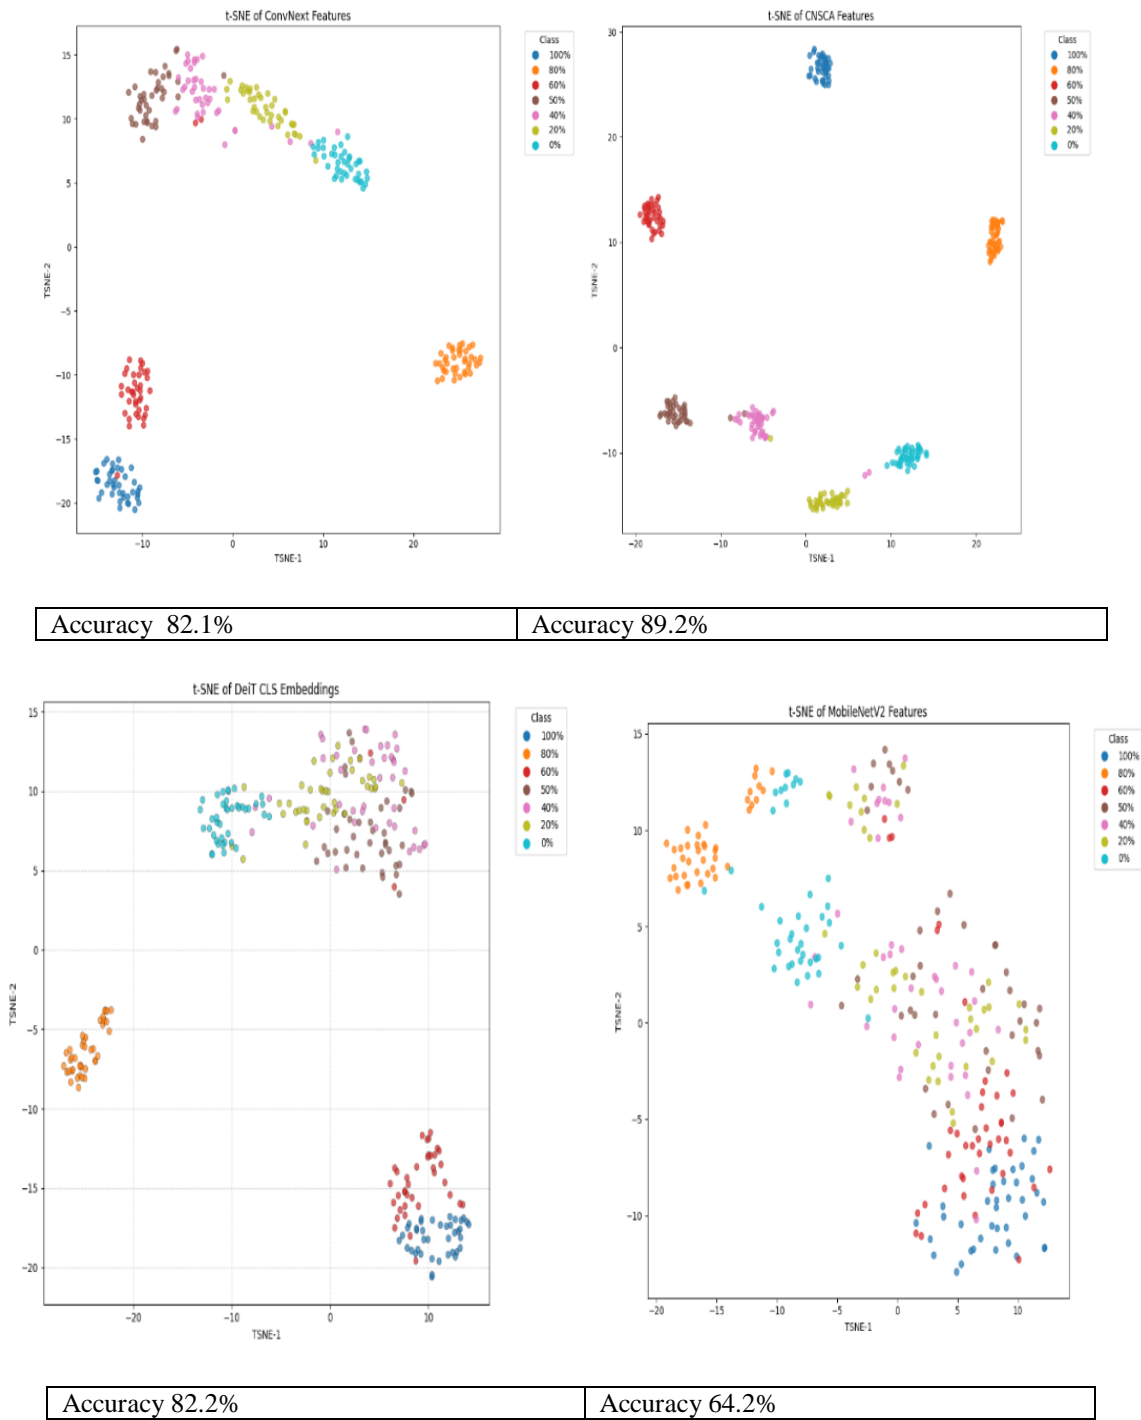 t-SNE of ConvNext Features
Class
100%
80%
60%
50%
40%
20%
0%
15
10
5
0
−5
−10
−15
−20
TSNE-2
−10 0 10 20
TSNE-1
t-SNE of CNSCA Features
Class
100%
80%
60%
50%
40%
20%
0%
30
20
10
0
−10
TSNE-2
−20 −10 0 10 20
TSNE-1
Accuracy 82.1% Accuracy 89.2%
t-SNE of DeiT CLS Embeddings
Class
100%
80%
60%
50%
40%
20%
0%
15
10
5
0
−5
−10
−15
−20
TSNE-2
−20 −10 0 10
TSNE-1
t-SNE of MobileNetV2 Features
Class
100%
80%
60%
50%
40%
20%
0%
15
10
5
0
−5
−10
TSNE-2
−20 −15 −10 −5 0 5 10
TSNE-1
Accuracy 82.2% Accuracy 64.2%